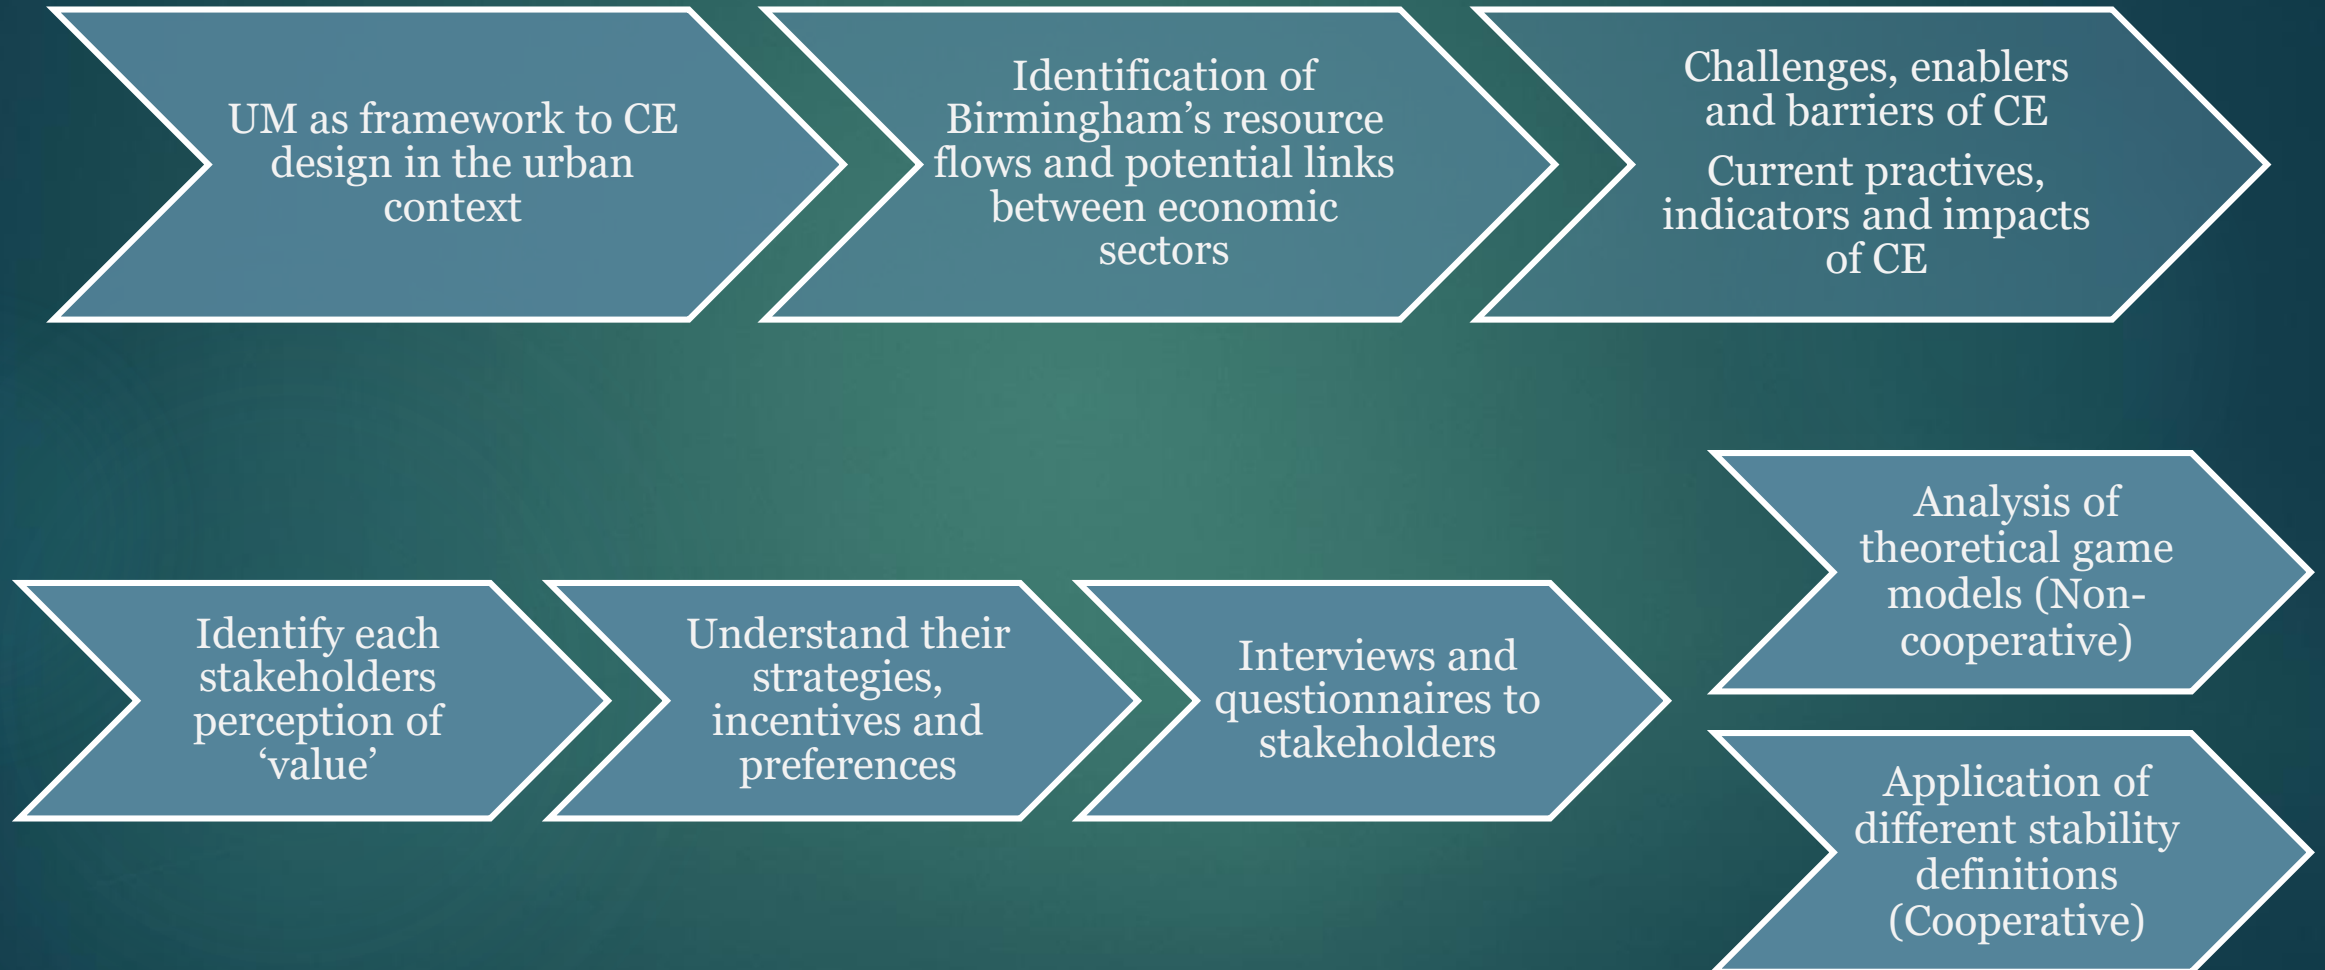 UM as framework to CE
design in the urban
context
Identification of
Birmingham’s resource
flows and potential links
between economic
sectors
Challenges, enablers
and barriers of CE
Current practives,
indicators and impacts
of CE
Identify each
stakeholders
perception of
‘value’
Understand their
strategies,
incentives and
preferences
Interviews and
questionnaires to
stakeholders
Analysis of
theoretical game
models (Non-
cooperative)
Application of
different stability
definitions
(Cooperative)